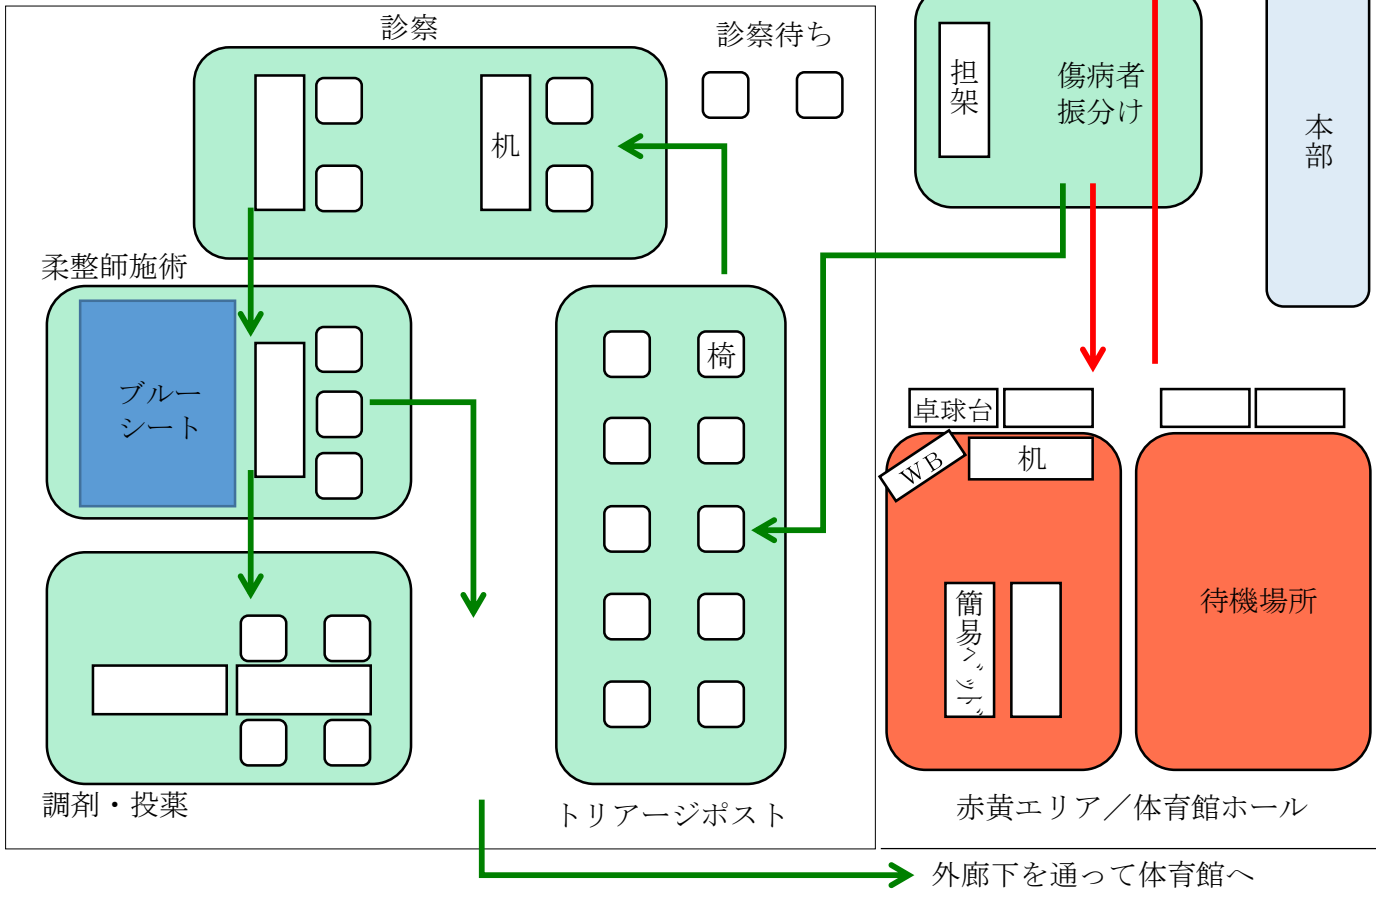 診察
診察待ち
机
担架
傷病者
振分け
本部
柔整師施術
ブルー
シート
椅
卓球台
WB
机
簡易ベッド
待機場所
調剤・投薬
トリアージポスト
赤黄エリア／体育館ホール
外廊下を通って体育館へ